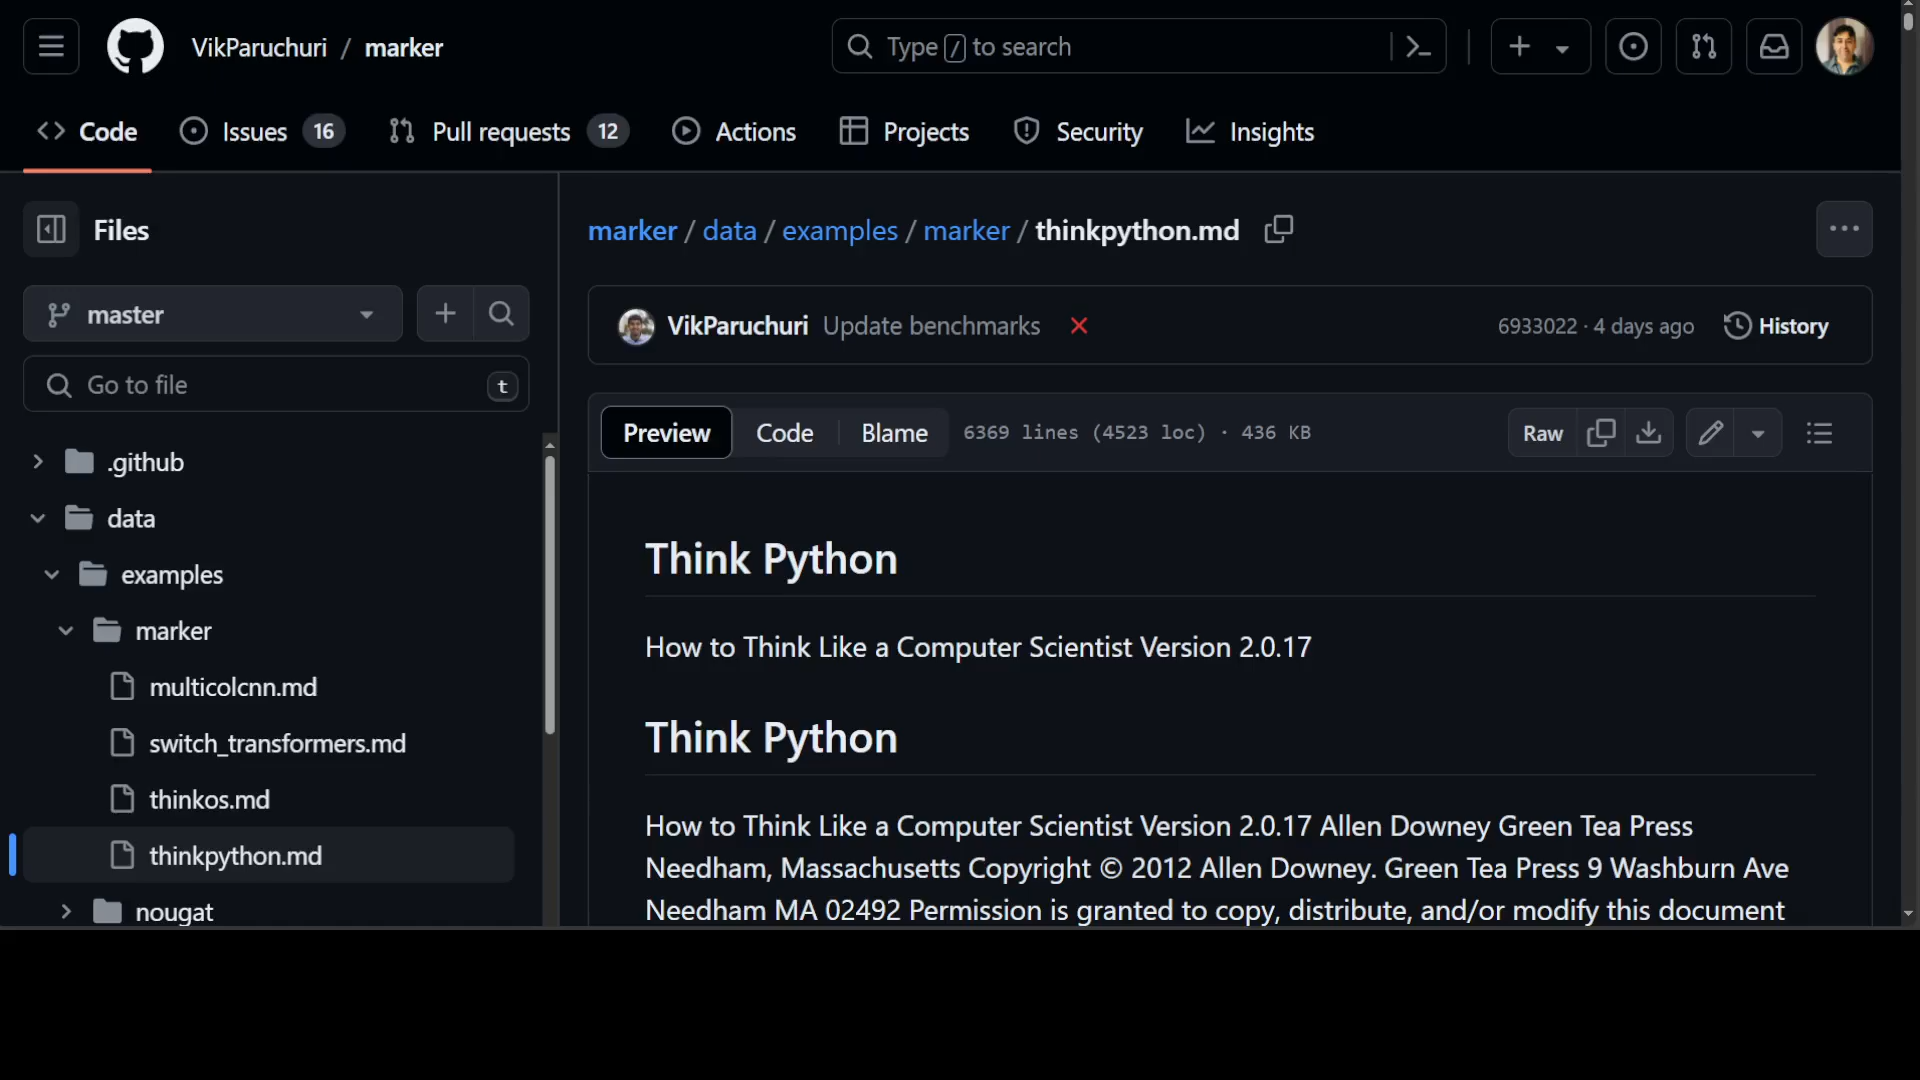 VikParuchuri / marker
Type / to search
Code
Issues 16
Pull requests 12
Actions
Projects
Security
Insights
Files
master
Go to file
t
.github
data
examples
marker
multicolcnn.md
switch_transformers.md
thinkos.md
thinkpython.md
nougat
marker / data / examples / marker / thinkpython.md
VikParuchuri Update benchmarks
6933022 · 4 days ago
History
Preview
Code
Blame
6369 lines (4523 loc) · 436 KB
Raw
Think Python
How to Think Like a Computer Scientist Version 2.0.17
Think Python
How to Think Like a Computer Scientist Version 2.0.17 Allen Downey Green Tea Press
Needham, Massachusetts Copyright © 2012 Allen Downey. Green Tea Press 9 Washburn Ave
Needham MA 02492 Permission is granted to copy, distribute, and/or modify this document